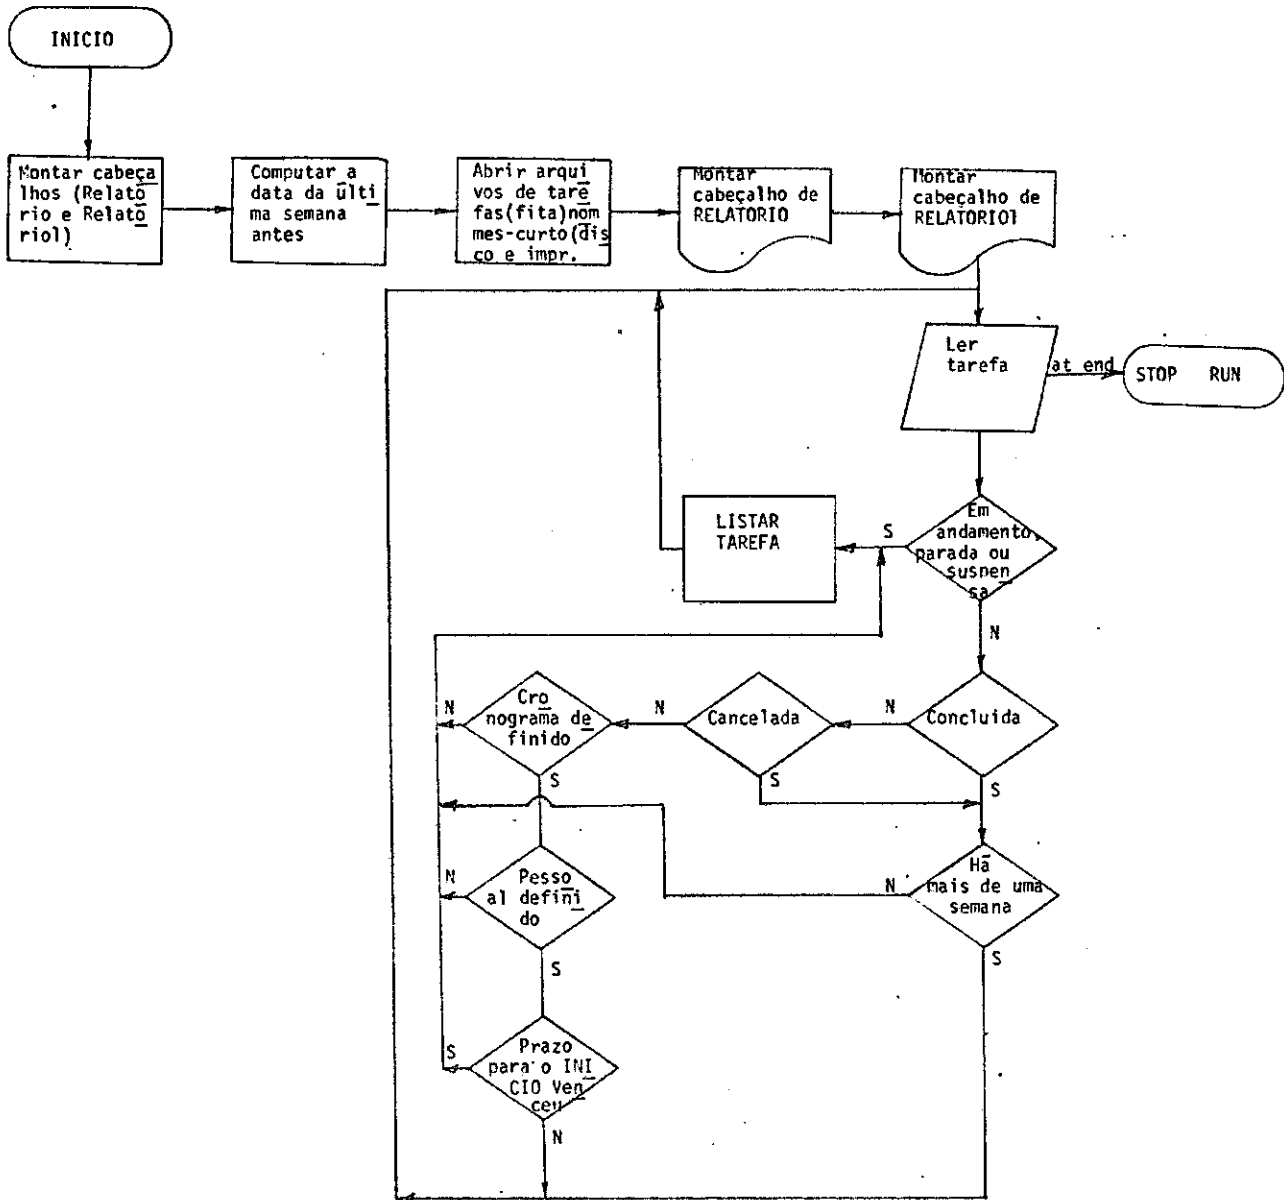 INICIO
Montar cabeça
lhos (Relató
rio e Relató
rio1)
Computar a
data da últi
ma semana
antes
Abrir arqui
vos de tare
fas(fita)nom
mes-curto(dis
co e impr.
Montar
cabeçalho de
RELATORIO
Montar
cabeçalho de
RELATORIO1
Ler
tarefa
at end
STOP RUN
LISTAR
TAREFA
S
Em
andamento,
parada ou
suspen
sa
N
Cro
nograma de
finido
N
S
Cancelada
N
S
Concluida
N
S
Pesso
al defini
do
N
S
Há
mais de uma
semana
N
S
Prazo
para o INI
CIO Ven
ceu
S
N